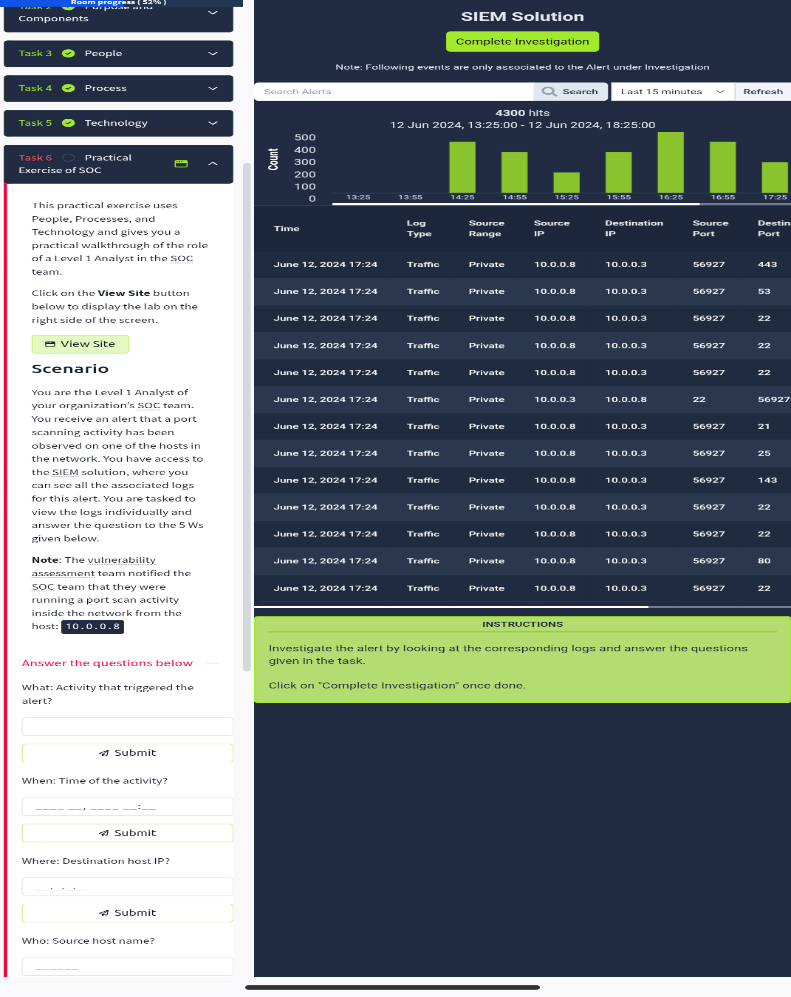 Room progress ( 52% )
Task 2 Purpose and
Components
Task 3 People
Task 4 Process
Task 5 Technology
Task 6 Practical
Exercise of SOC
This practical exercise uses
People, Processes, and
Technology and gives you a
practical walkthrough of the role
of a Level 1 Analyst in the SOC
team.
Click on the View Site button
below to display the lab on the
right side of the screen.
View Site
Scenario
You are the Level 1 Analyst of
your organization's SOC team.
You receive an alert that a port
scanning activity has been
observed on one of the hosts in
the network. You have access to
the SIEM solution, where you
can see all the associated logs
for this alert. You are tasked to
view the logs individually and
answer the question to the 5 Ws
given below.
Note: The vulnerability
assessment team notified the
SOC team that they were
running a port scan activity
inside the network from the
host: 10.0.0.8
Answer the questions below
What: Activity that triggered the
alert?
Submit
When: Time of the activity?
____ __, ____ __:__
Submit
Where: Destination host IP?
__._._._
Submit
Who: Source host name?
______
SIEM Solution
Complete Investigation
Note: Following events are only associated to the Alert under Investigation
Search Alerts Search Last 15 minutes Refresh
4300 hits
12 Jun 2024, 13:25:00 - 12 Jun 2024, 18:25:00
Count
500
400
300
200
100
0
13:25 13:55 14:25 14:55 15:25 15:55 16:25 16:55 17:25
Time Log Type Source Range Source IP Destination IP Source Port Destin Port
June 12, 2024 17:24 Traffic Private 10.0.0.8 10.0.0.3 56927 443
June 12, 2024 17:24 Traffic Private 10.0.0.8 10.0.0.3 56927 53
June 12, 2024 17:24 Traffic Private 10.0.0.8 10.0.0.3 56927 22
June 12, 2024 17:24 Traffic Private 10.0.0.8 10.0.0.3 56927 22
June 12, 2024 17:24 Traffic Private 10.0.0.8 10.0.0.3 56927 22
June 12, 2024 17:24 Traffic Private 10.0.0.3 10.0.0.8 22 56927
June 12, 2024 17:24 Traffic Private 10.0.0.8 10.0.0.3 56927 21
June 12, 2024 17:24 Traffic Private 10.0.0.8 10.0.0.3 56927 25
June 12, 2024 17:24 Traffic Private 10.0.0.8 10.0.0.3 56927 143
June 12, 2024 17:24 Traffic Private 10.0.0.8 10.0.0.3 56927 22
June 12, 2024 17:24 Traffic Private 10.0.0.8 10.0.0.3 56927 22
June 12, 2024 17:24 Traffic Private 10.0.0.8 10.0.0.3 56927 80
June 12, 2024 17:24 Traffic Private 10.0.0.8 10.0.0.3 56927 22
INSTRUCTIONS
Investigate the alert by looking at the corresponding logs and answer the questions
given in the task.
Click on "Complete Investigation" once done.